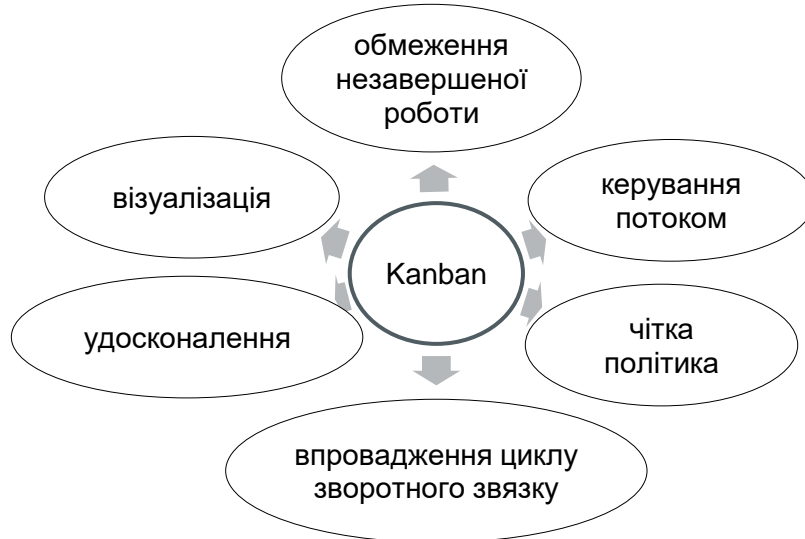 обмеження
незавершеної
роботи
візуалізація
керування
потоком
Kanban
удосконалення
чітка
політика
впровадження циклу
зворотного звязку